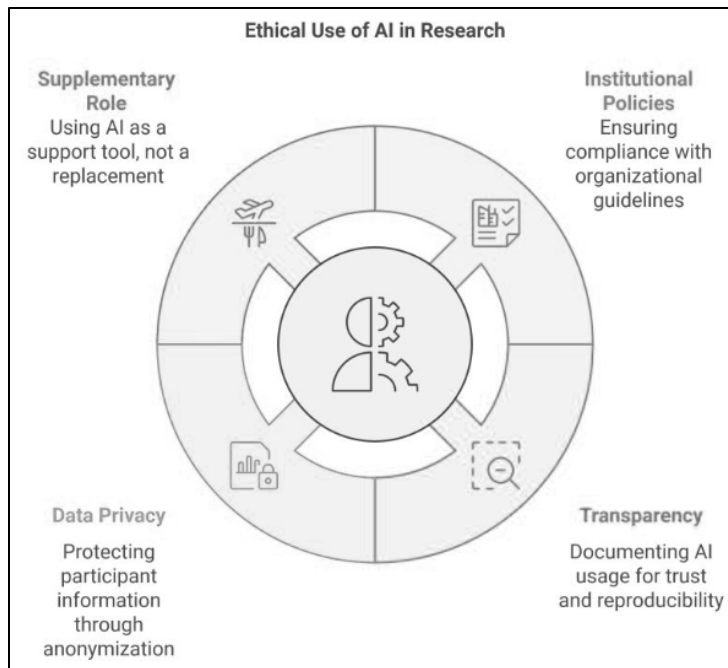 Ethical Use of AI in Research
Supplementary
Role
Using AI as a
support tool, not a
replacement
Institutional
Policies
Ensuring
compliance with
organizational
guidelines
Data Privacy
Protecting
participant
information
through
anonymization
Transparency
Documenting AI
usage for trust
and reproducibility